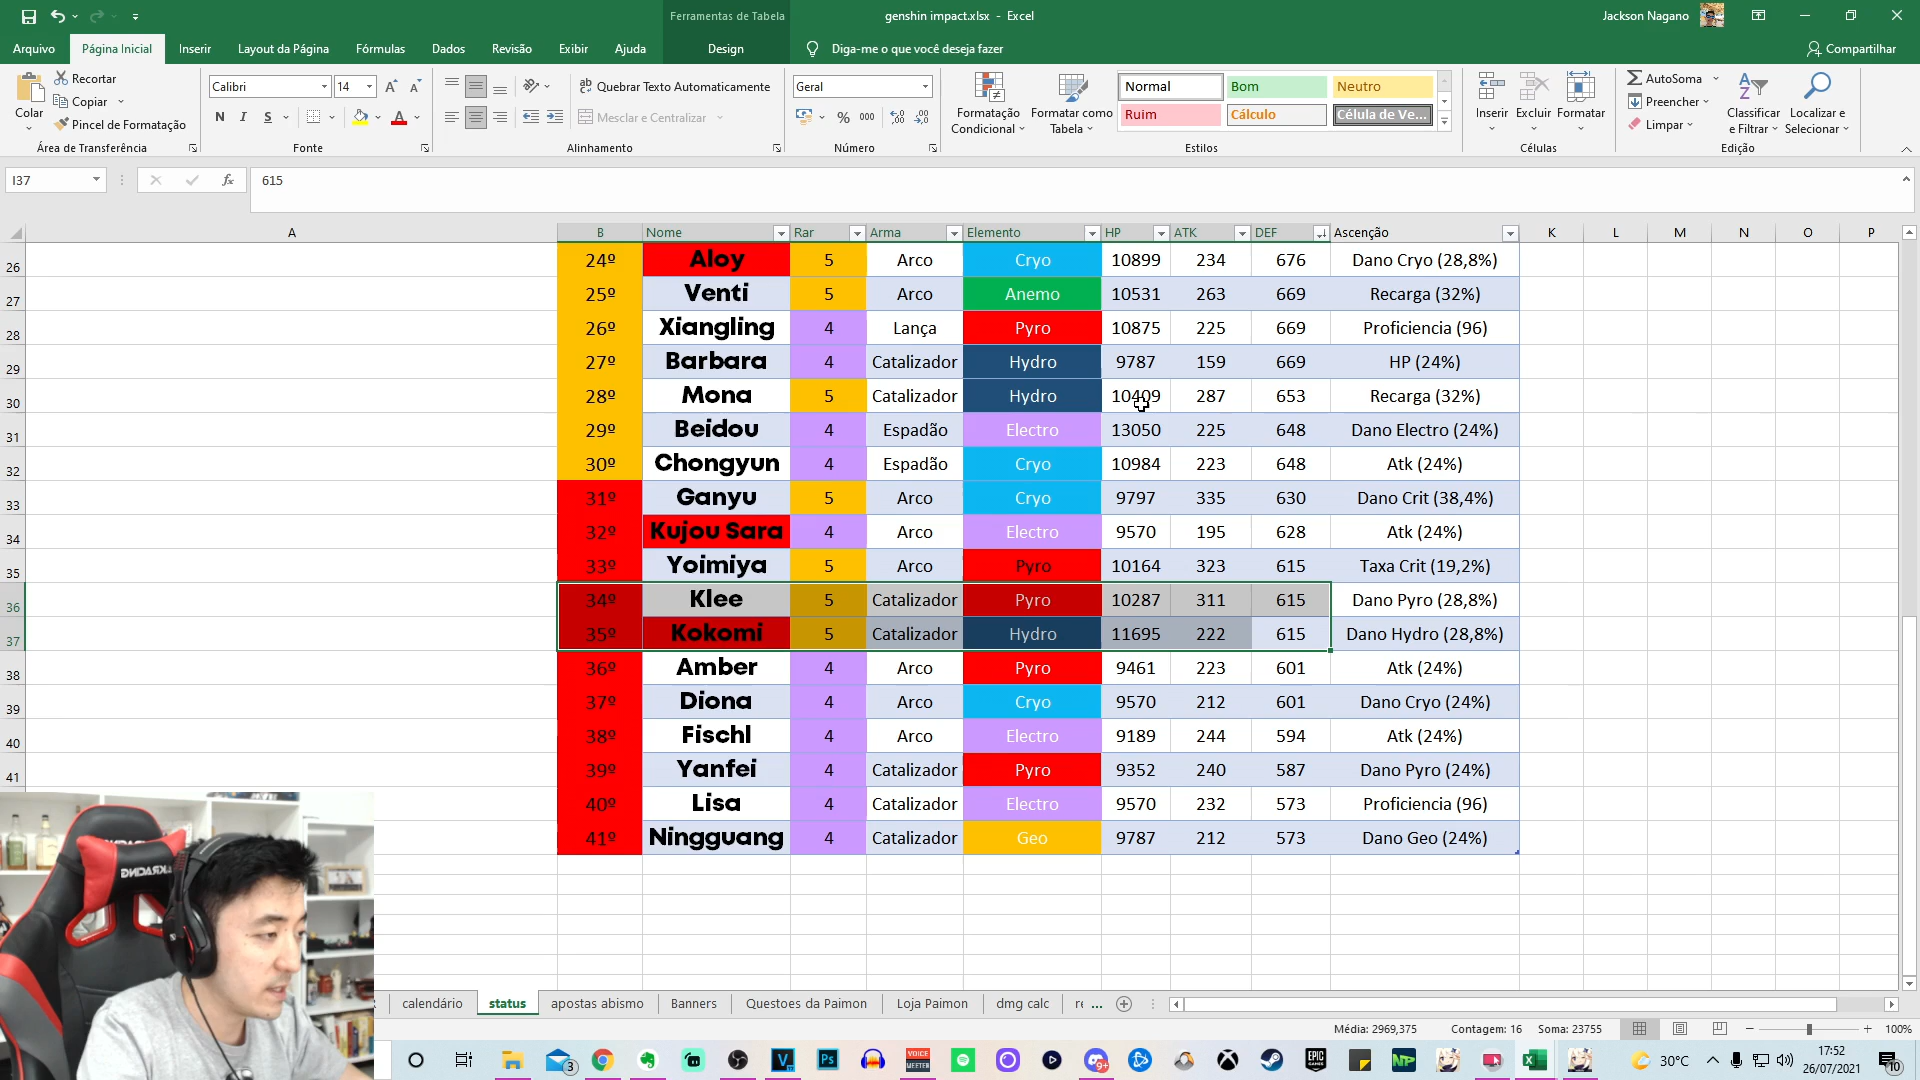 Ferramentas de Tabela
genshin impact.xlsx - Excel
Jackson Nagano
Arquivo Página Inicial Inserir Layout da Página Fórmulas Dados Revisão Exibir Ajuda Design Diga-me o que você deseja fazer Compartilhar
Colar
Recortar
Copiar
Pincel de Formatação
Área de Transferência
Calibri 14
N I S
Fonte
Quebrar Texto Automaticamente
Mesclar e Centralizar
Alinhamento
Geral
% 000
Número
Formatação Condicional
Formatar como Tabela
Normal Bom Neutro
Ruim Cálculo Célula de Ve...
Estilos
Inserir Excluir Formatar
Células
AutoSoma
Preencher
Limpar
Classificar e Filtrar
Localizar e Selecionar
Edição
I37 fx 615
A B Nome Rar Arma Elemento HP ATK DEF Ascenção K L M N O P
26 24º Aloy 5 Arco Cryo 10899 234 676 Dano Cryo (28,8%)
27 25º Venti 5 Arco Anemo 10531 263 669 Recarga (32%)
28 26º Xiangling 4 Lança Pyro 10875 225 669 Proficiencia (96)
29 27º Barbara 4 Catalizador Hydro 9787 159 669 HP (24%)
30 28º Mona 5 Catalizador Hydro 10409 287 653 Recarga (32%)
31 29º Beidou 4 Espadão Electro 13050 225 648 Dano Electro (24%)
32 30º Chongyun 4 Espadão Cryo 10984 223 648 Atk (24%)
33 31º Ganyu 5 Arco Cryo 9797 335 630 Dano Crit (38,4%)
34 32º Kujou Sara 4 Arco Electro 9570 195 628 Atk (24%)
35 33º Yoimiya 5 Arco Pyro 10164 323 615 Taxa Crit (19,2%)
36 34º Klee 5 Catalizador Pyro 10287 311 615 Dano Pyro (28,8%)
37 35º Kokomi 5 Catalizador Hydro 11695 222 615 Dano Hydro (28,8%)
38 36º Amber 4 Arco Pyro 9461 223 601 Atk (24%)
39 37º Diona 4 Arco Cryo 9570 212 601 Dano Cryo (24%)
40 38º Fischl 4 Arco Electro 9189 244 594 Atk (24%)
41 39º Yanfei 4 Catalizador Pyro 9352 240 587 Dano Pyro (24%)
40º Lisa 4 Catalizador Electro 9570 232 573 Proficiencia (96)
41º Ningguang 4 Catalizador Geo 9787 212 573 Dano Geo (24%)
calendário status apostas abismo Banners Questoes da Paimon Loja Paimon dmg calc re ...
Média: 2969,375 Contagem: 16 Soma: 23755 100%
30°C 17:52
26/07/2021